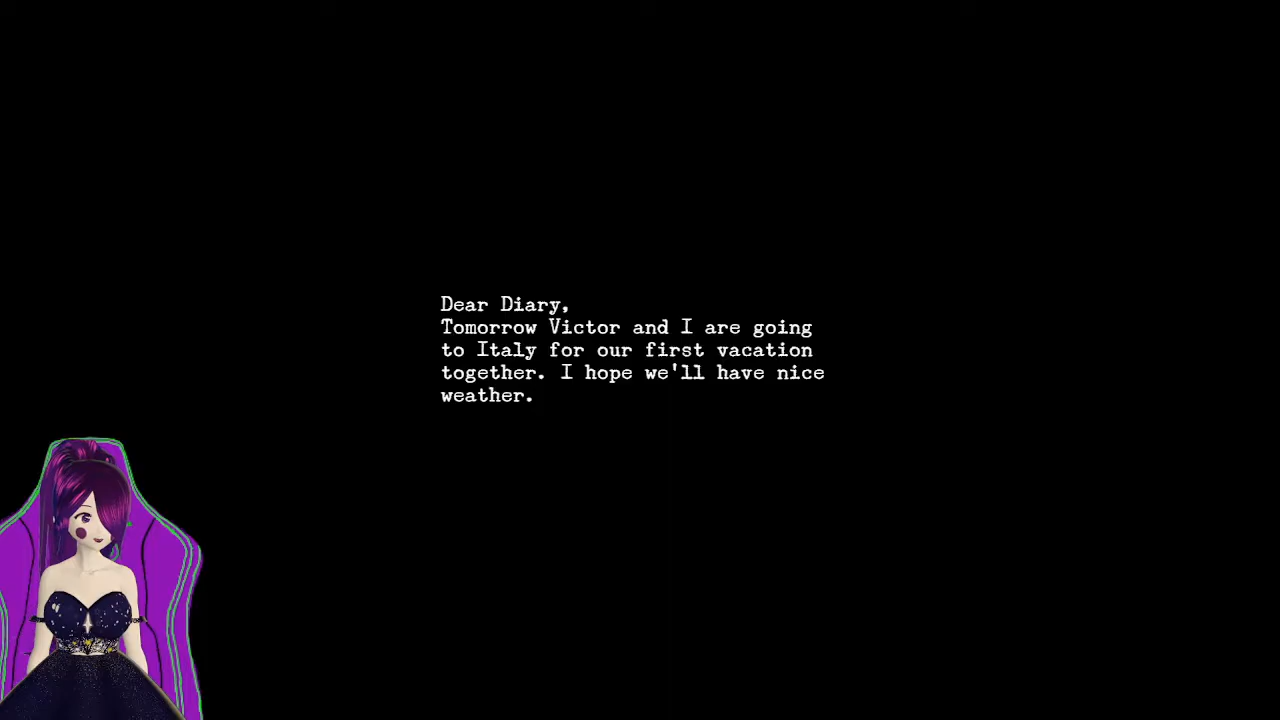 Dear Diary,
Tomorrow Victor and I are going
to Italy for our first vacation
together. I hope we'll have nice
weather.